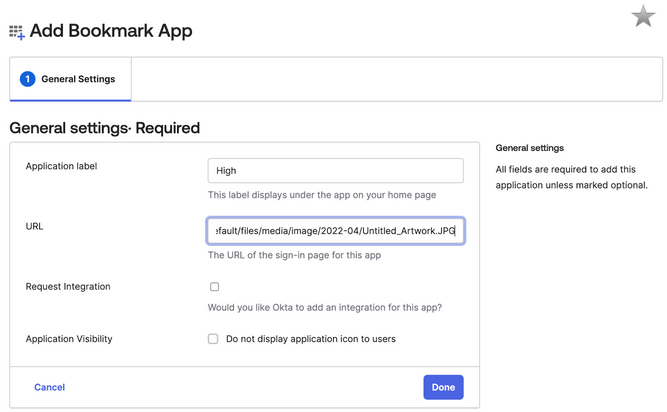 Add Bookmark App
1 General Settings
General settings· Required
Application label
High
This label displays under the app on your home page
URL
efault/files/media/image/2022-04/Untitled_Artwork.JPG
The URL of the sign-in page for this app
Request Integration
Would you like Okta to add an integration for this app?
Application Visibility
Do not display application icon to users
Cancel
Done
General settings
All fields are required to add this
application unless marked optional.